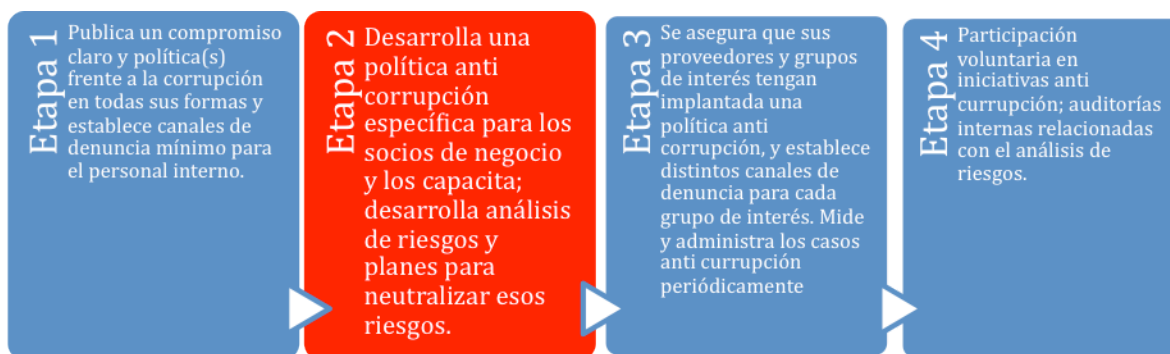 Etapa 1
Publica un compromiso
claro y política(s)
frente a la corrupción
en todas sus formas y
establece canales de
denuncia mínimo para
el personal interno.
Etapa 2
Desarrolla una
política anti
corrupción
específica para los
socios de negocio
y los capacita;
desarrolla análisis
de riesgos y
planes para
neutralizar esos
riesgos.
Etapa 3
Se asegura que sus
proveedores y grupos
de interés tengan
implantada una
política anti
corrupción, y establece
distintos canales de
denuncia para cada
grupo de interés. Mide
y administra los casos
anti currupción
periódicamente
Etapa 4
Participación
voluntaria en
iniciativas anti
currupción; auditorías
internas relacionadas
con el análisis de
riesgos.